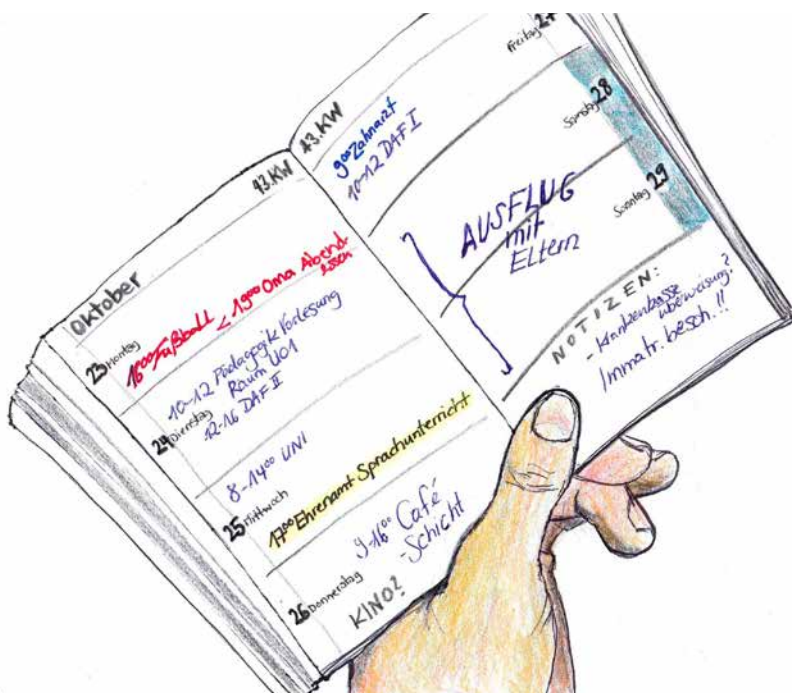 43.KW
Oktober
23 Montag
16⁰⁰ Fußball < 19⁰⁰ Oma Abend-
essen
24 Dienstag
10-12 Pädagogik Vorlesung
Raum U01
12-16 DAF II
25 Mittwoch
8-14⁰⁰ UNI
17⁰⁰ Ehrenamt Sprachunterricht
26 Donnerstag
9-16⁰⁰ Café
-Schicht
KINO?
43.KW
Freitag 27
9⁰⁰ Zahnarzt
10-12 DAF I
Samstag 28
Sonntag 29
AUSFLUG
mit
Eltern
NOTIZEN:
- Krankenkasse
überweisung?
Immatr. besch.!!